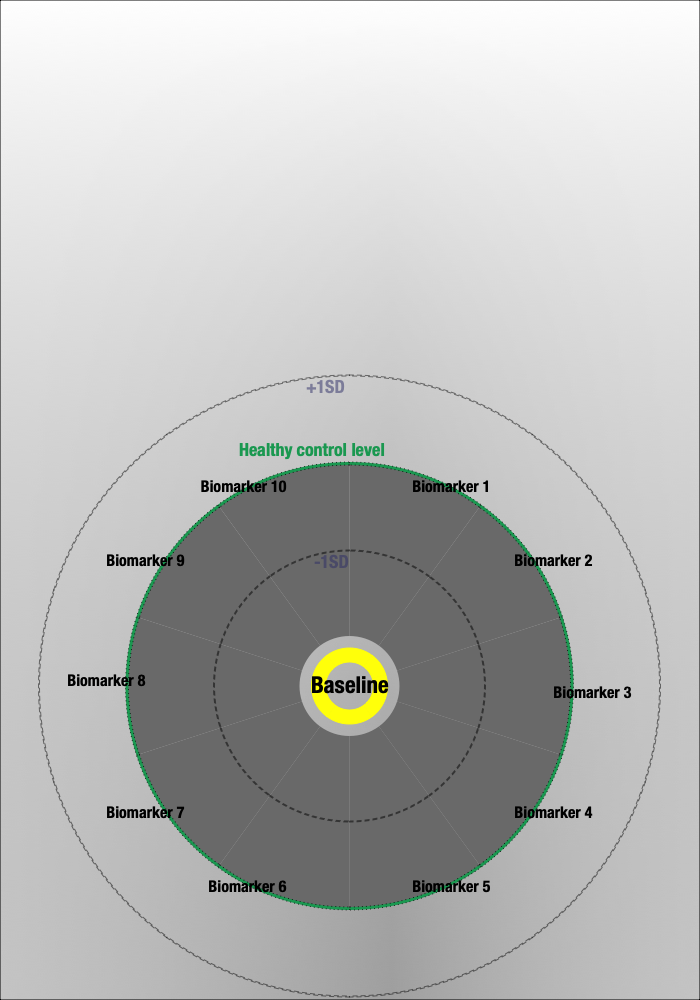 +1SD
Healthy control level
Biomarker 10
Biomarker 1
Biomarker 9
Biomarker 2
-1SD
Biomarker 8
Baseline
Biomarker 3
Biomarker 7
Biomarker 4
Biomarker 6
Biomarker 5